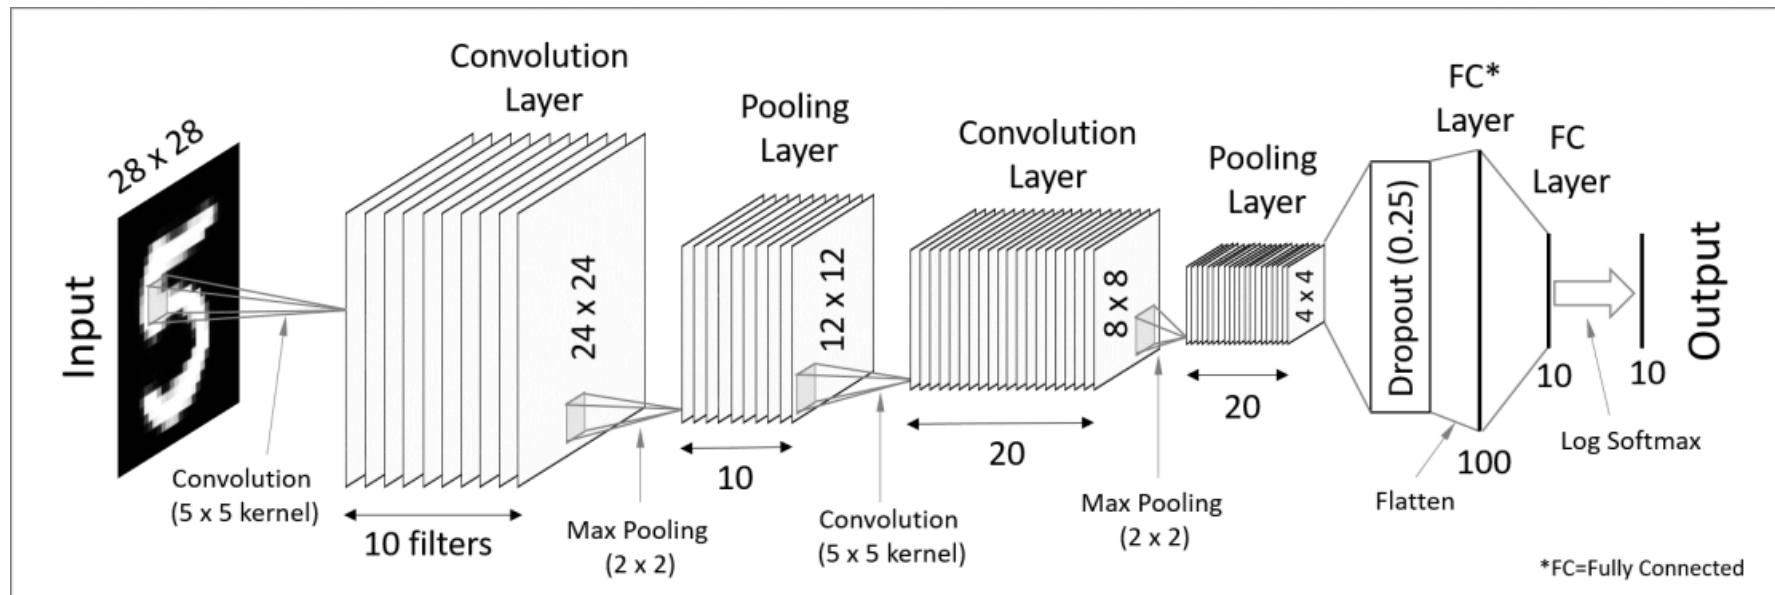 Input
28 x 28
Convolution
(5 x 5 kernel)
Convolution
Layer
24 x 24
10 filters
Max Pooling
(2 x 2)
Pooling
Layer
12 x 12
10
Convolution
(5 x 5 kernel)
Convolution
Layer
8 x 8
20
Max Pooling
(2 x 2)
Pooling
Layer
4 x 4
20
Dropout (0.25)
Flatten
FC*
Layer
100
FC
Layer
10
Log Softmax
10
Output
*FC=Fully Connected